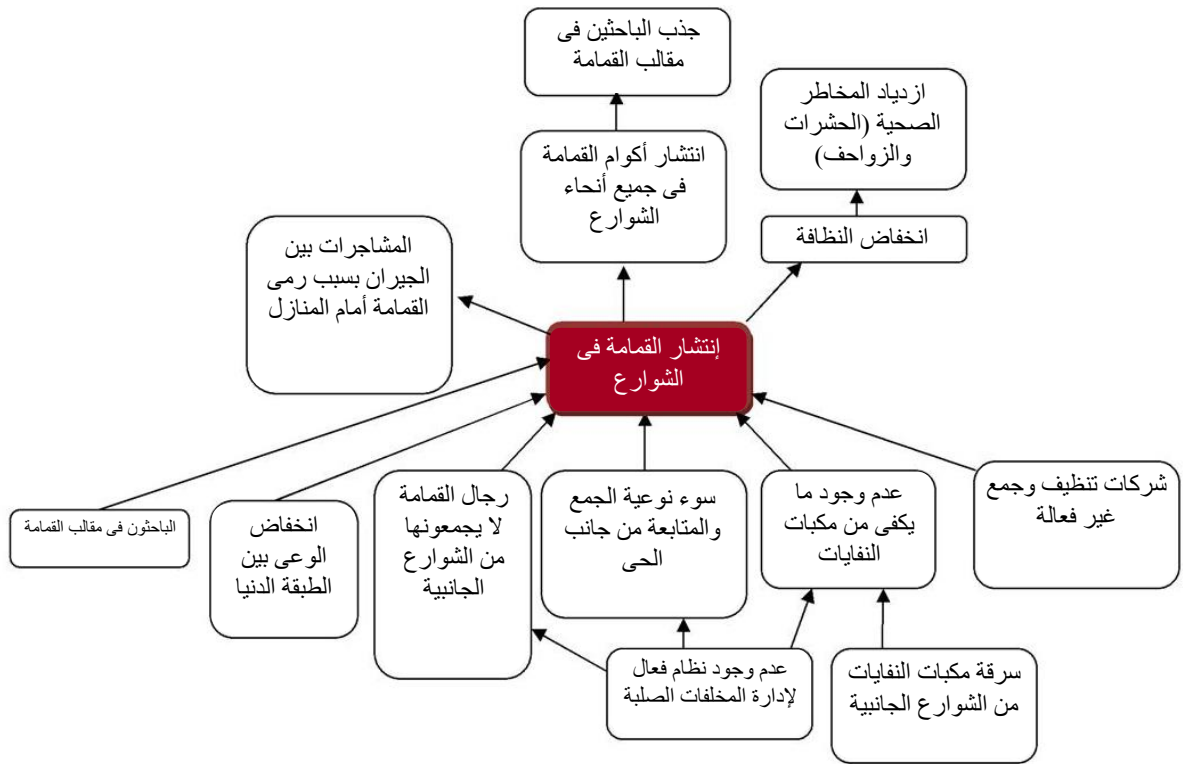 جذب الباحثين فى
مقالب القمامة
ازدياد المخاطر
الصحية (الحشرات
والزواحف)
انتشار أكوام القمامة
فى جميع أنحاء
الشوارع
انخفاض النظافة
المشاجرات بين
الجيران بسبب رمى
القمامة أمام المنازل
إنتشار القمامة فى
الشوارع
شركات تنظيف وجمع
غير فعالة
عدم وجود ما
يكفى من مكبات
النفايات
سوء نوعية الجمع
والمتابعة من جانب
الحى
رجال القمامة
لا يجمعونها
من الشوارع
الجانبية
انخفاض
الوعى بين
الطبقة الدنيا
الباحثون فى مقالب القمامة
سرقة مكبات النفايات
من الشوارع الجانبية
عدم وجود نظام فعال
لإدارة المخلفات الصلبة